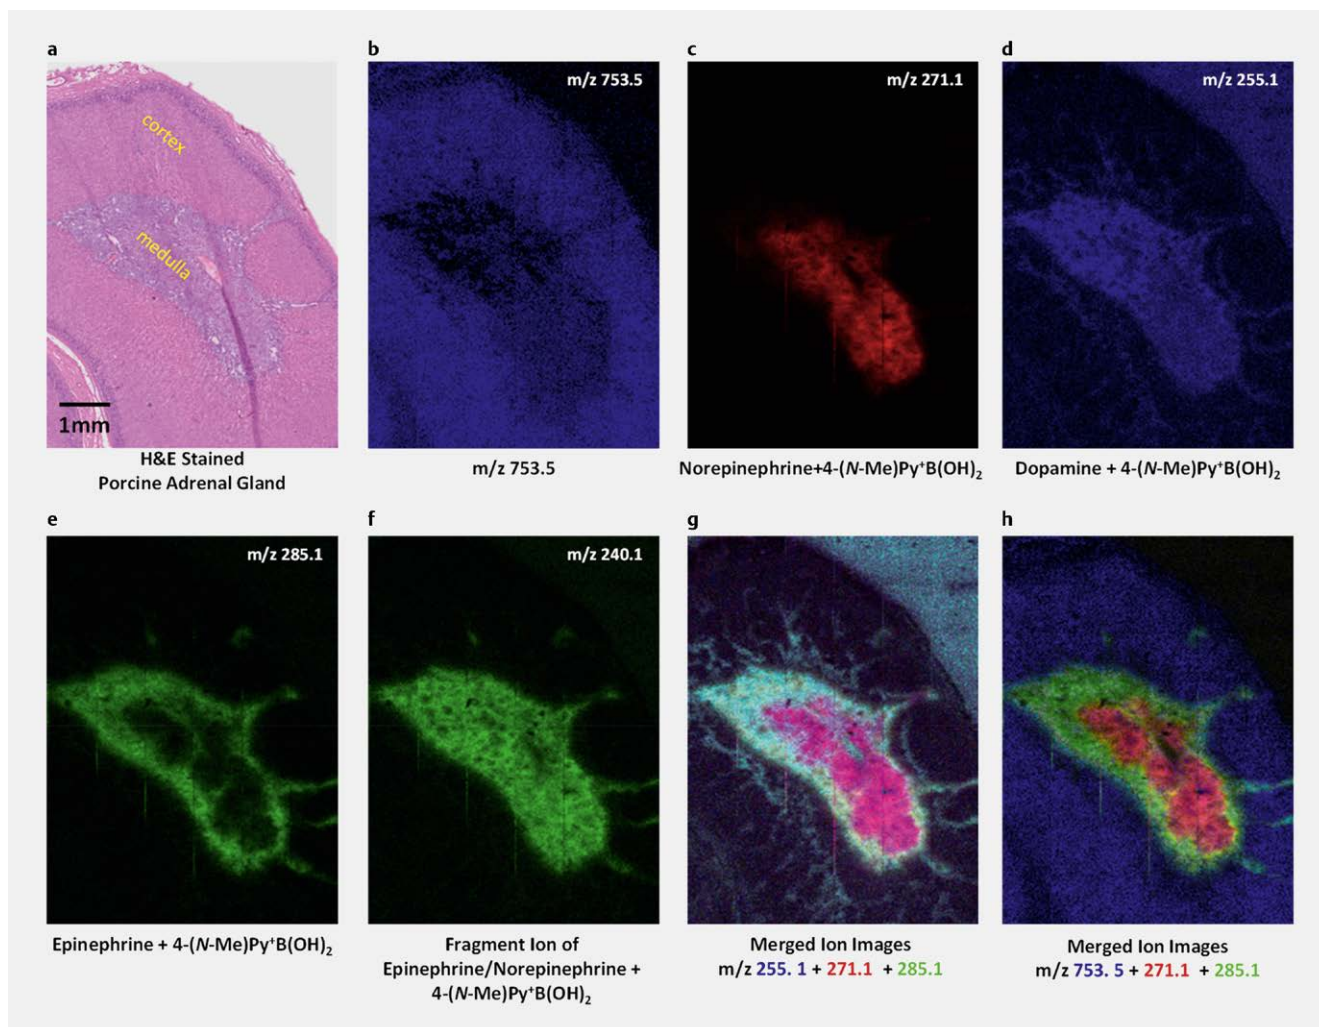 a
b
c
d
m/z 753.5
m/z 271.1
m/z 255.1
cortex
medulla
1mm
H&E Stained
Porcine Adrenal Gland
m/z 753.5
Norepinephrine+4-(N-Me)Py⁺B(OH)₂
Dopamine + 4-(N-Me)Py⁺B(OH)₂
e
f
g
h
m/z 285.1
m/z 240.1
Epinephrine + 4-(N-Me)Py⁺B(OH)₂
Fragment Ion of
Epinephrine/Norepinephrine +
4-(N-Me)Py⁺B(OH)₂
Merged Ion Images
m/z 255. 1 + 271.1 + 285.1
Merged Ion Images
m/z 753. 5 + 271.1 + 285.1